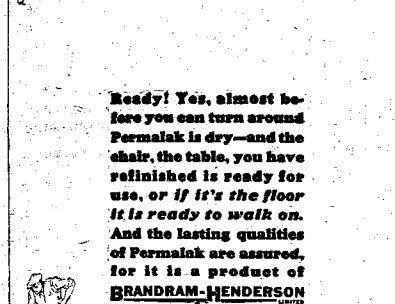 Ready! Yes, almost be-
fore you can turn around
Permalak is dry—and the
chair, the table, you have
refinished is ready for
use, or if it's the floor
it is ready to walk on.
And the lasting qualities
of Permalak are assured,
for it is a product of
BRANDRAM-HENDERSON
LIMITED